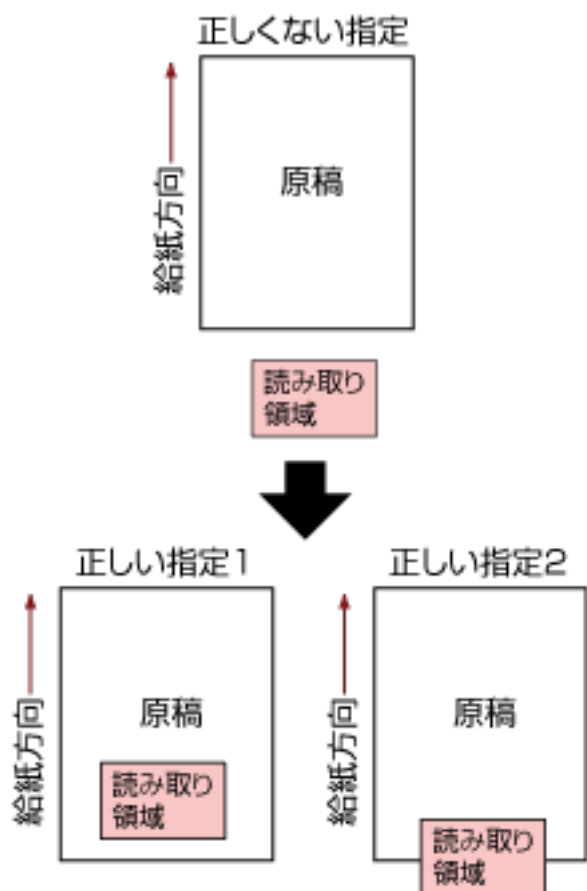 正しくない指定
給紙方向
原稿
読み取り
領域
正しい指定1
給紙方向
原稿
読み取り
領域
正しい指定2
給紙方向
原稿
読み取り
領域